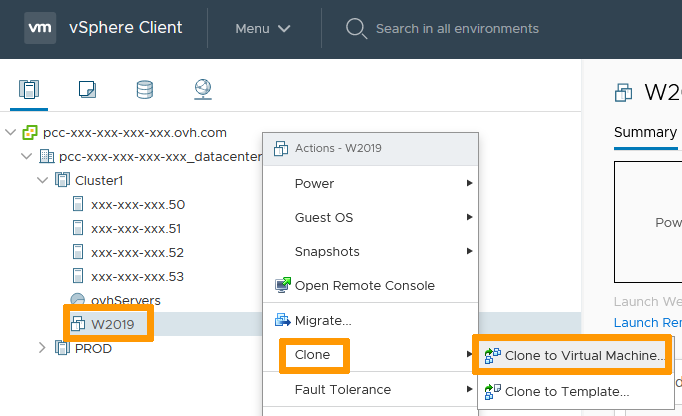 vm vSphere Client Menu Search in all environments
W20
pcc-xxx-xxx-xxx-xxx.ovh.com
Summary
Actions - W2019
pcc-xxx-xxx-xxx-xxx_datacenter
Cluster1
Power
xxx-xxx-xxx.50
Guest OS
Pow
xxx-xxx-xxx.51
Snapshots
xxx-xxx-xxx.52
xxx-xxx-xxx.53
Open Remote Console
ovhServers
Launch We
W2019
Migrate...
Launch Rem
PROD
Clone
Clone to Virtual Machine...
Fault Tolerance
Clone to Template...